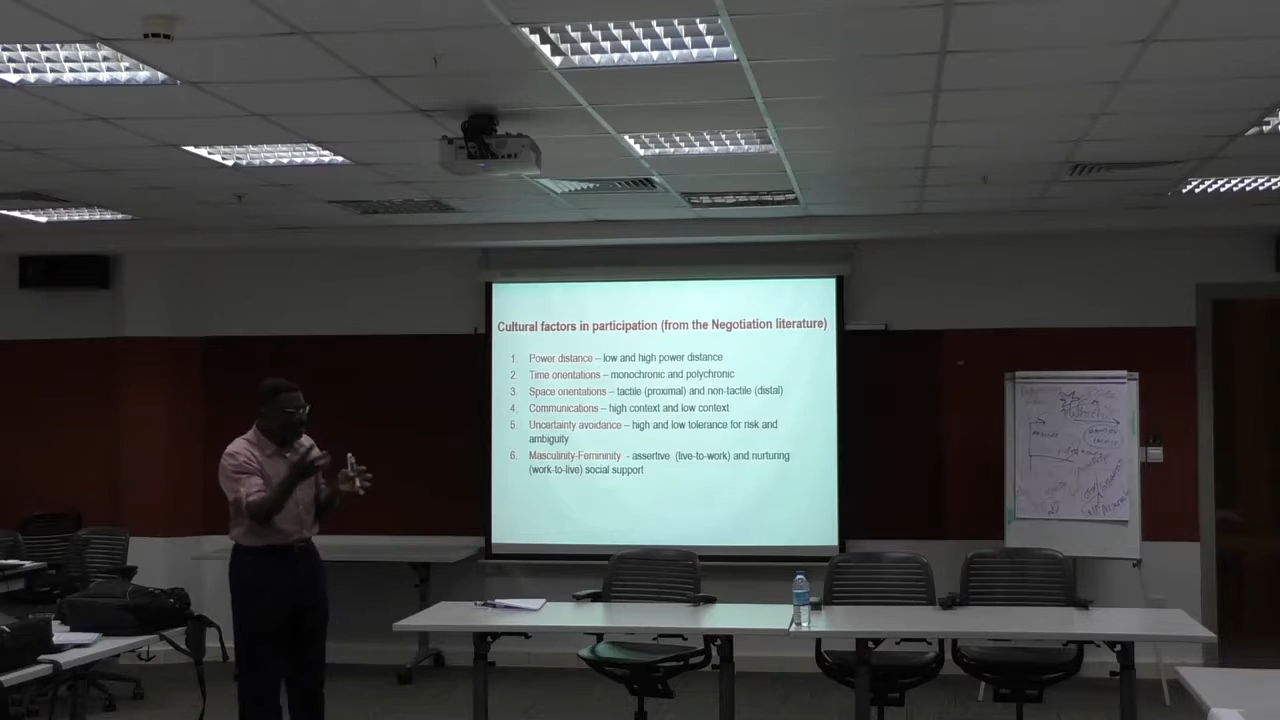 Cultural factors in participation (from the Negotiation literature)
1. Power distance – low and high power distance
2. Time orientations – monochronic and polychronic
3. Space orientations – tactile (proximal) and non-tactile (distal)
4. Communications – high context and low context
5. Uncertainty avoidance – high and low tolerance for risk and
ambiguity
6. Masculinity-Femininity - assertive (live-to-work) and nurturing
(work-to-live) social support